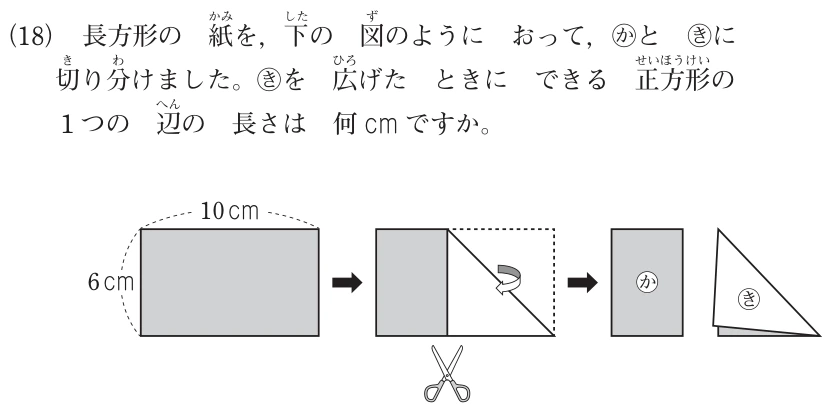 (18) 長方形の 紙を, 下の 図のように おって, ㋕と ㋖に
切り分けました。㋖を 広げた ときに できる 正方形の
1つの 辺の 長さは 何cmですか。
10cm
6cm
㋕
㋖